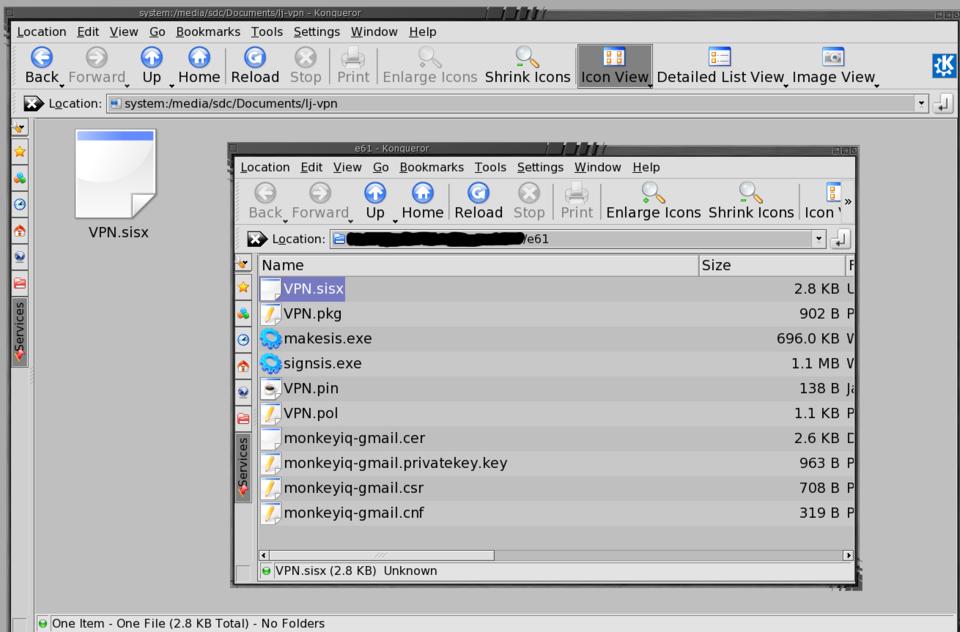 system:/media/sdc/Documents/lj-vpn - Konqueror
Location Edit View Go Bookmarks Tools Settings Window Help
Back Forward Up Home Reload Stop Print Enlarge Icons Shrink Icons Icon View Detailed List View Image View
Location: system:/media/sdc/Documents/lj-vpn
VPN.sisx
Services
e61 - Konqueror
Location Edit View Go Bookmarks Tools Settings Window Help
Back Forward Up Home Reload Stop Print Enlarge Icons Shrink Icons Icon »
Location: /e61
Name Size F
VPN.sisx 2.8 KB U
VPN.pkg 902 B P
makesis.exe 696.0 KB W
signsis.exe 1.1 MB W
VPN.pin 138 B Ja
VPN.pol 1.1 KB P
monkeyiq-gmail.cer 2.6 KB D
monkeyiq-gmail.privatekey.key 963 B P
monkeyiq-gmail.csr 708 B P
monkeyiq-gmail.cnf 319 B P
Services
VPN.sisx (2.8 KB) Unknown
One Item - One File (2.8 KB Total) - No Folders